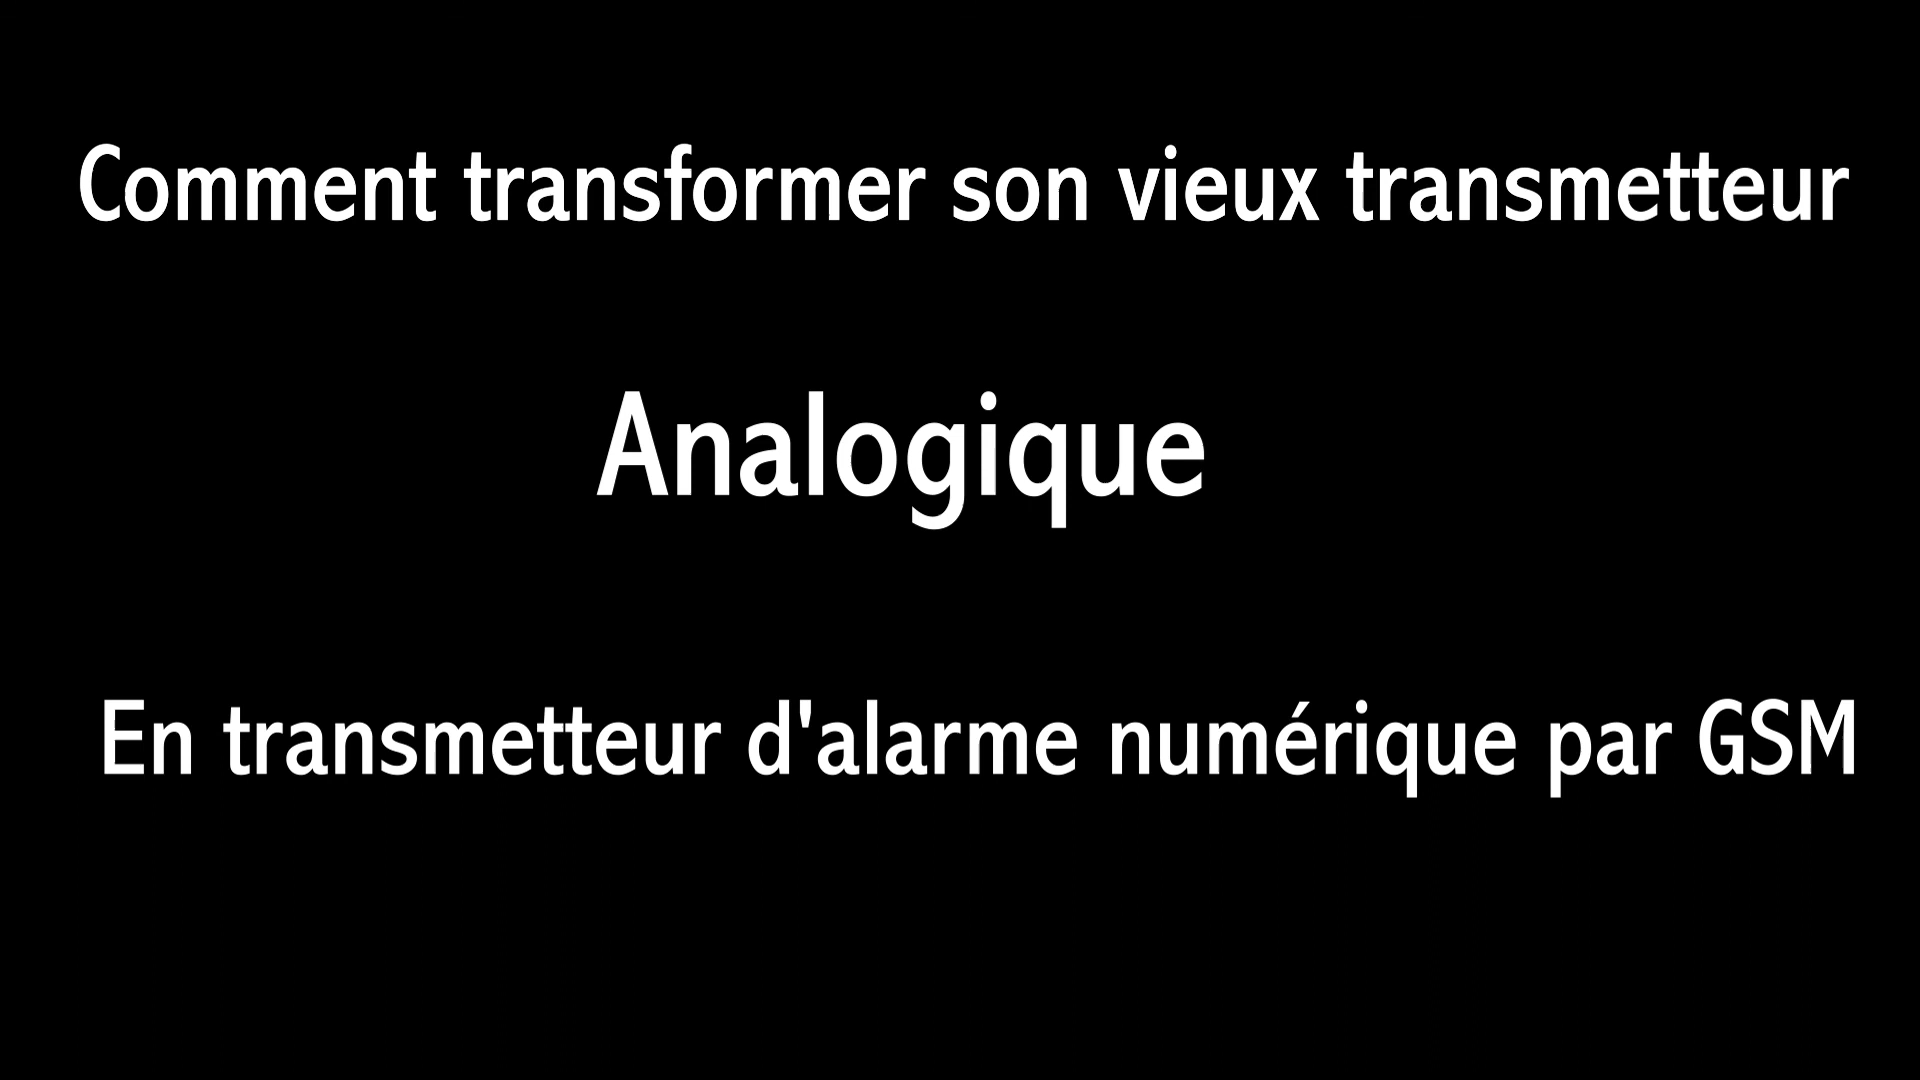 Comment transformer son vieux transmetteur
Analogique
En transmetteur d'alarme numérique par GSM